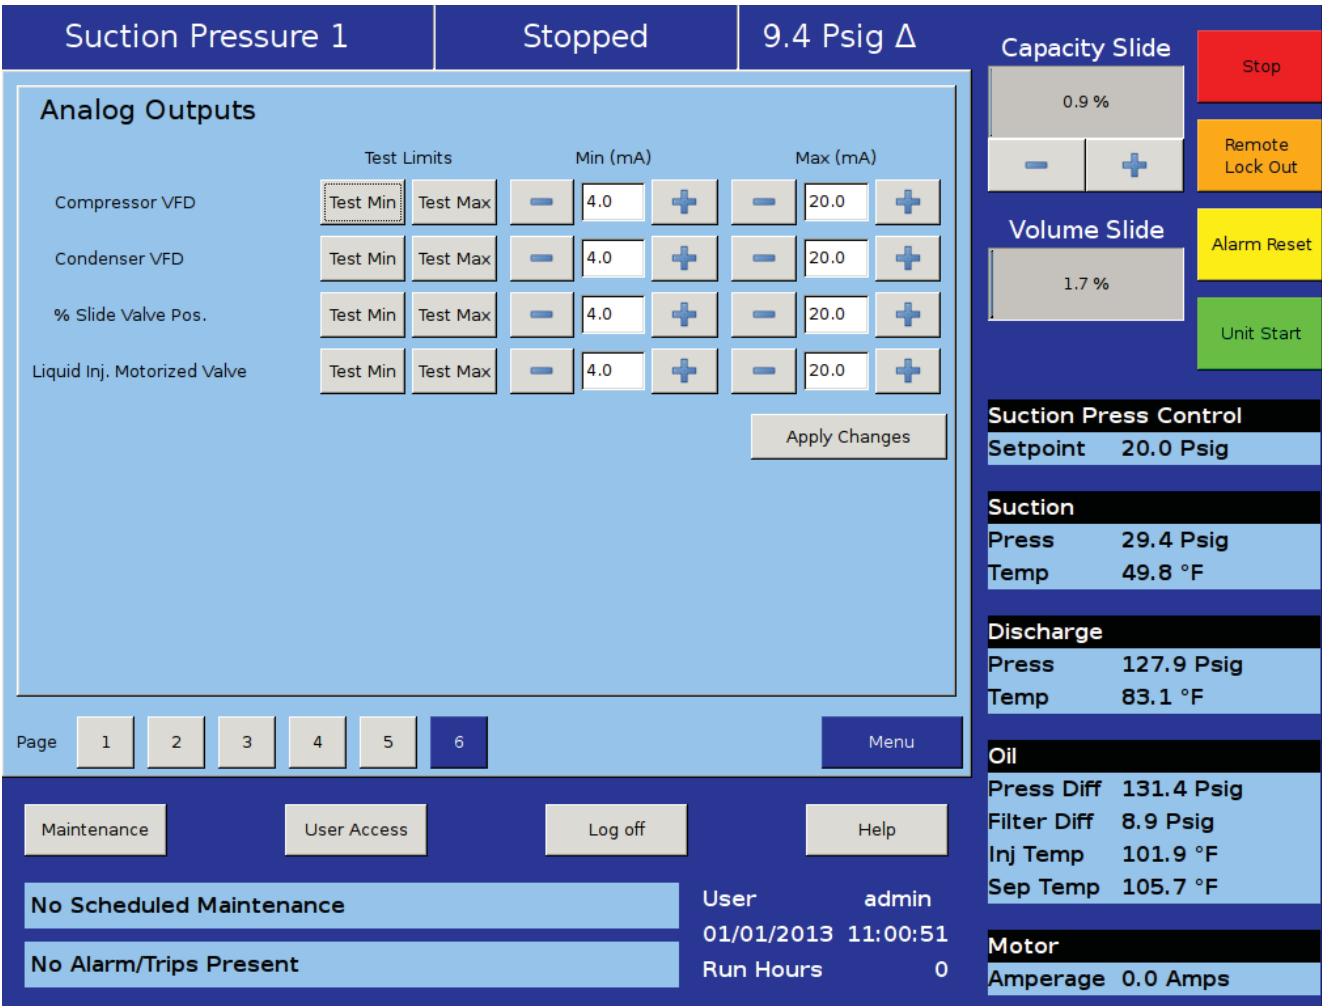 Suction Pressure 1
Stopped
9.4 Psig Δ
Analog Outputs
Test Limits Min (mA) Max (mA)
Compressor VFD Test Min Test Max 4.0 20.0
Condenser VFD Test Min Test Max 4.0 20.0
% Slide Valve Pos. Test Min Test Max 4.0 20.0
Liquid Inj. Motorized Valve Test Min Test Max 4.0 20.0
Apply Changes
Page 1 2 3 4 5 6 Menu
Maintenance User Access Log off Help
No Scheduled Maintenance
No Alarm/Trips Present
User admin
01/01/2013 11:00:51
Run Hours 0
Capacity Slide
0.9 %
Volume Slide
1.7 %
Stop
Remote
Lock Out
Alarm Reset
Unit Start
Suction Press Control
Setpoint 20.0 Psig
Suction
Press 29.4 Psig
Temp 49.8 °F
Discharge
Press 127.9 Psig
Temp 83.1 °F
Oil
Press Diff 131.4 Psig
Filter Diff 8.9 Psig
Inj Temp 101.9 °F
Sep Temp 105.7 °F
Motor
Amperage 0.0 Amps